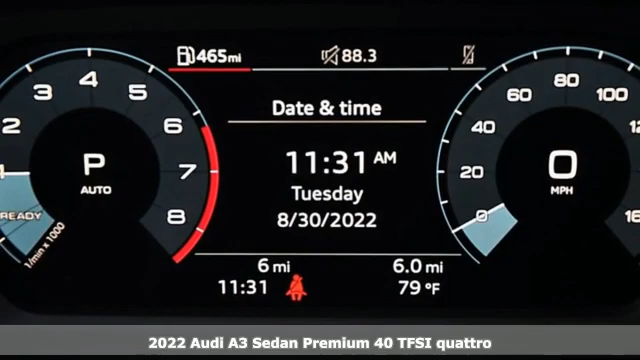 465mi 88.3
Date & time
11:31 AM
Tuesday
8/30/2022
6 mi 6.0 mi
11:31 79 °F
1 2 3 4 5 6 7 8
P
AUTO
READY
1/min x 1000
0 20 40 60 80 100 12 16
0
MPH
2022 Audi A3 Sedan Premium 40 TFSI quattro